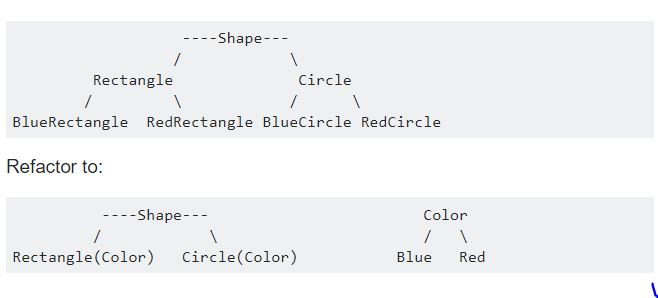 ----Shape---
/ \
Rectangle Circle
/ \ / \
BlueRectangle RedRectangle BlueCircle RedCircle
Refactor to:
----Shape--- Color
/ \ / \
Rectangle(Color) Circle(Color) Blue Red